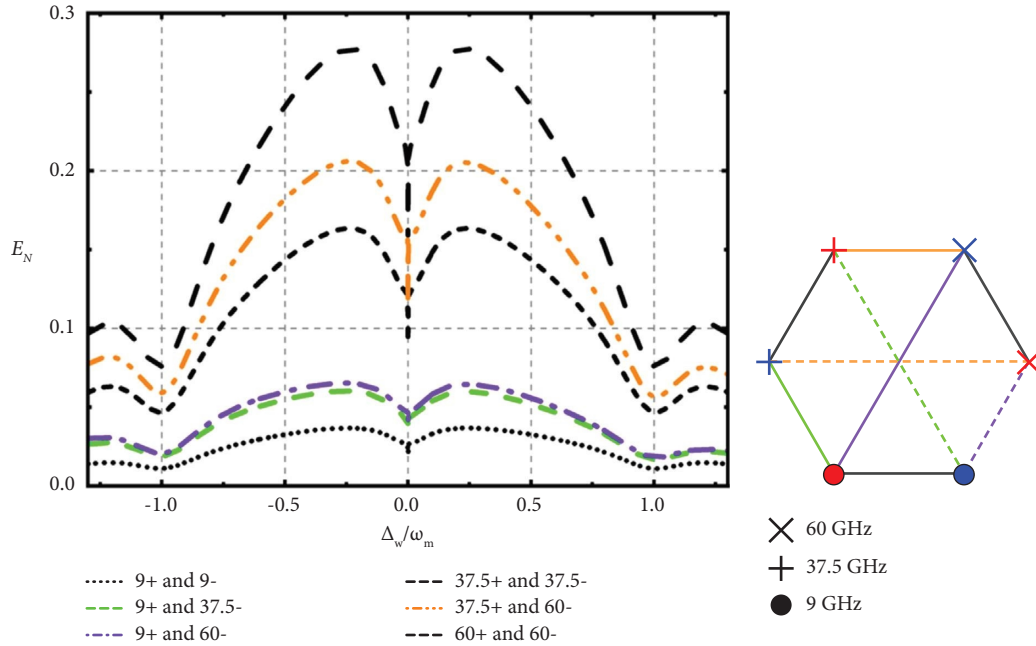 0.3
0.2
E_N
0.1
0.0
-1.0 -0.5 0.0 0.5 1.0
Δ_w/ω_m
9+ and 9-
9+ and 37.5-
9+ and 60-
37.5+ and 37.5-
37.5+ and 60-
60+ and 60-
60 GHz
37.5 GHz
9 GHz